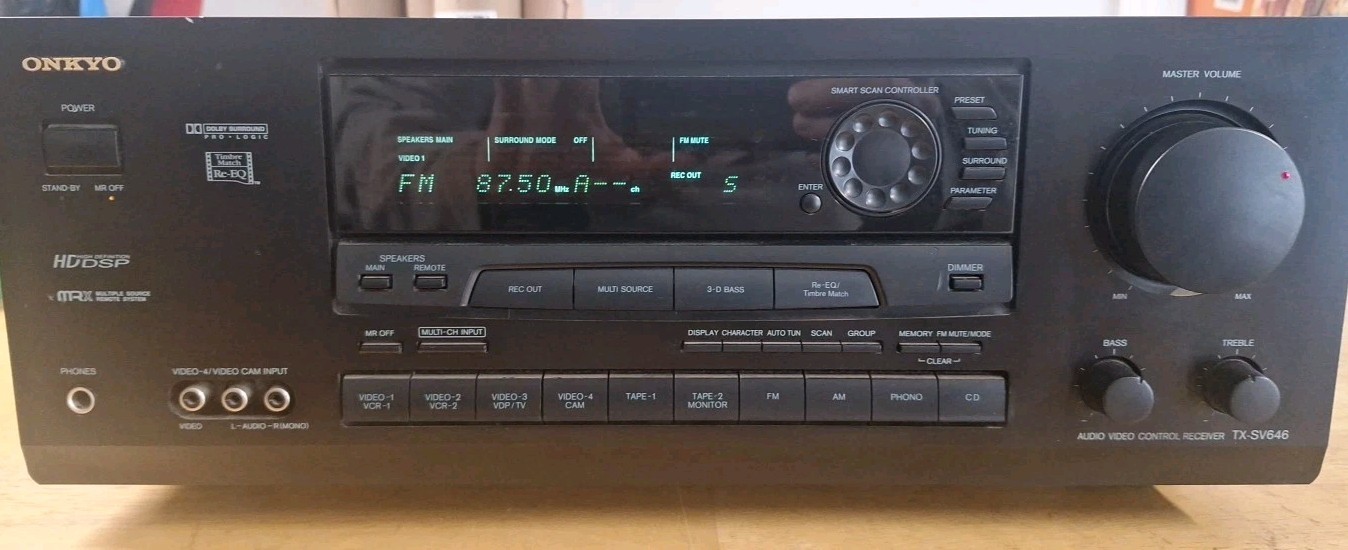 ONKYO
POWER
STAND-BY MR OFF
DOLBY SURROUND
PRO • LOGIC
Timbre
Match
Re-EQ
TM
HD HIGH DEFINITION
DSP
MRX MULTIPLE SOURCE
REMOTE SYSTEM
PHONES
VIDEO-4/VIDEO CAM INPUT
VIDEO L-AUDIO-R(MONO)
SPEAKERS MAIN SURROUND MODE OFF FM MUTE
VIDEO 1
REC OUT
FM 87.50 MHz A-- ch S
SMART SCAN CONTROLLER
ENTER
PRESET
TUNING
SURROUND
PARAMETER
SPEAKERS
MAIN REMOTE
REC OUT MULTI SOURCE 3-D BASS Re-EQ/
Timbre Match
DIMMER
MR OFF MULTI-CH INPUT
DISPLAY CHARACTER AUTO TUN SCAN GROUP MEMORY FM MUTE/MODE
CLEAR
VIDEO-1
VCR-1
VIDEO-2
VCR-2
VIDEO-3
VDP/TV
VIDEO-4
CAM
TAPE-1
TAPE-2
MONITOR
FM
AM
PHONO
CD
MASTER VOLUME
MIN MAX
BASS TREBLE
AUDIO VIDEO CONTROL RECEIVER TX-SV646